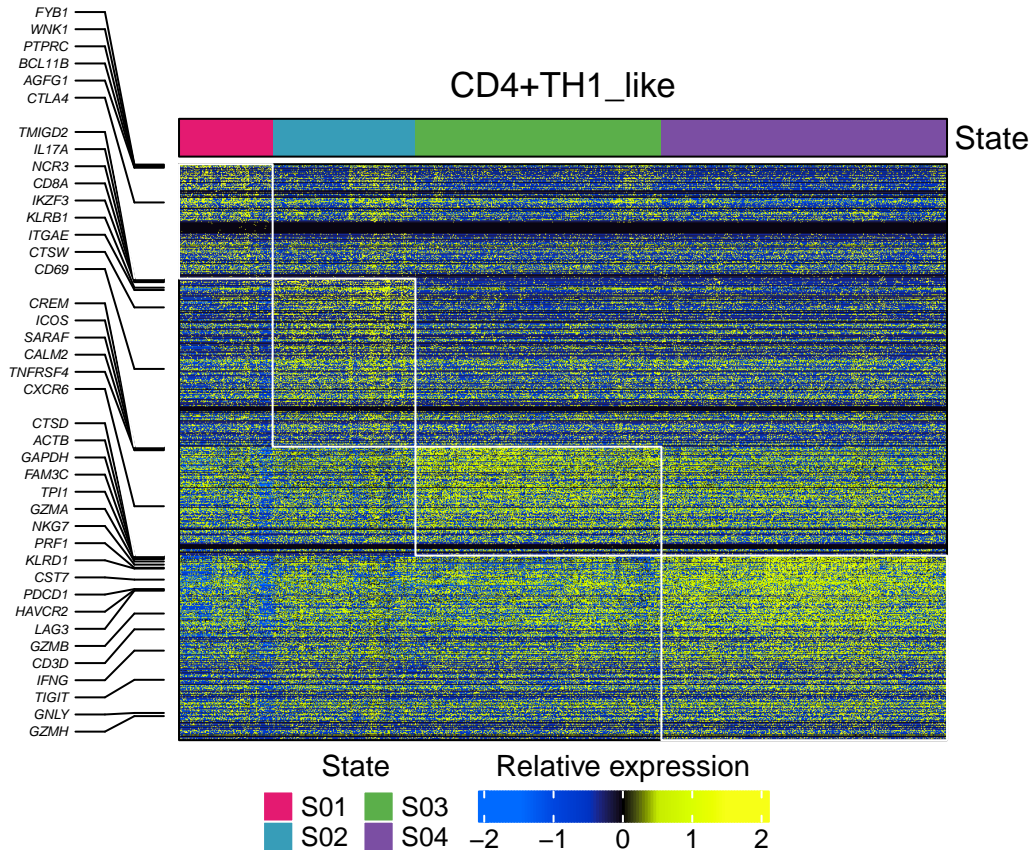 CD4+TH1_like
State
FYB1
WNK1
PTPRC
BCL11B
AGFG1
CTLA4
TMIGD2
IL17A
NCR3
CD8A
IKZF3
KLRB1
ITGAE
CTSW
CD69
CREM
ICOS
SARAF
CALM2
TNFRSF4
CXCR6
CTSD
ACTB
GAPDH
FAM3C
TPI1
GZMA
NKG7
PRF1
KLRD1
CST7
PDCD1
HAVCR2
LAG3
GZMB
CD3D
IFNG
TIGIT
GNLY
GZMH
State
S01
S02
S03
S04
Relative expression
−2 −1 0 1 2